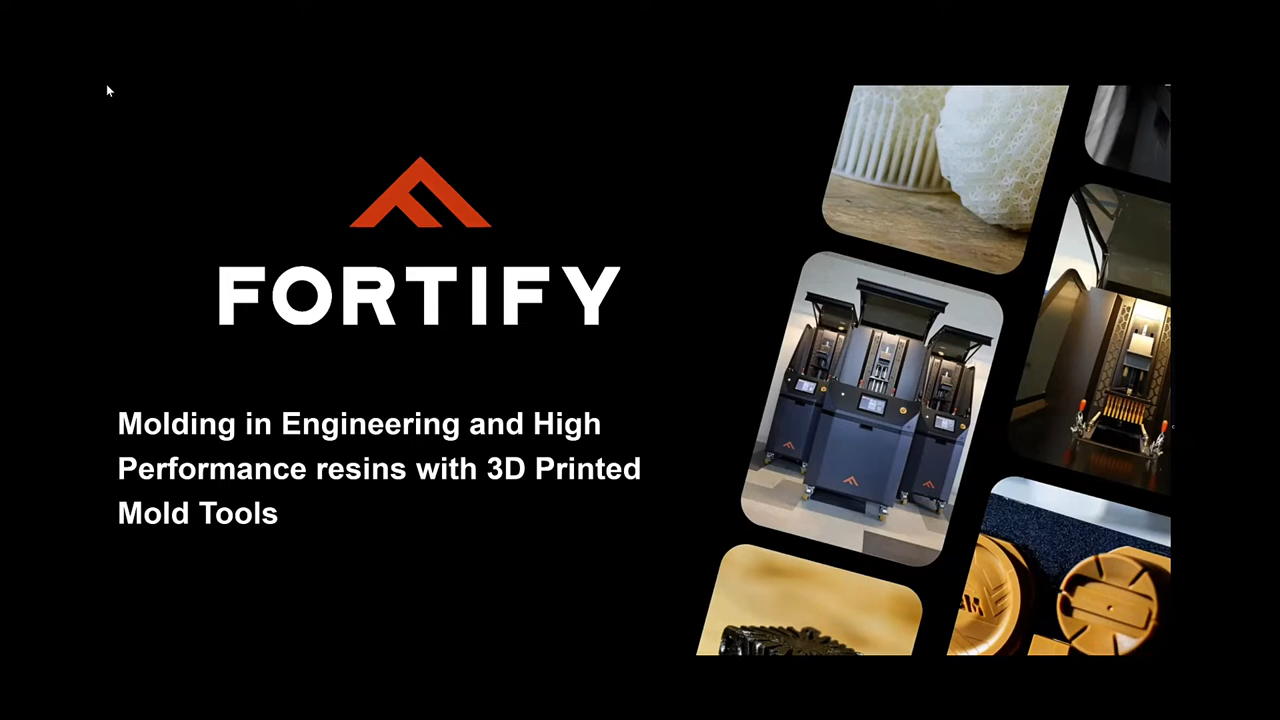 FORTIFY
Molding in Engineering and High
Performance resins with 3D Printed
Mold Tools